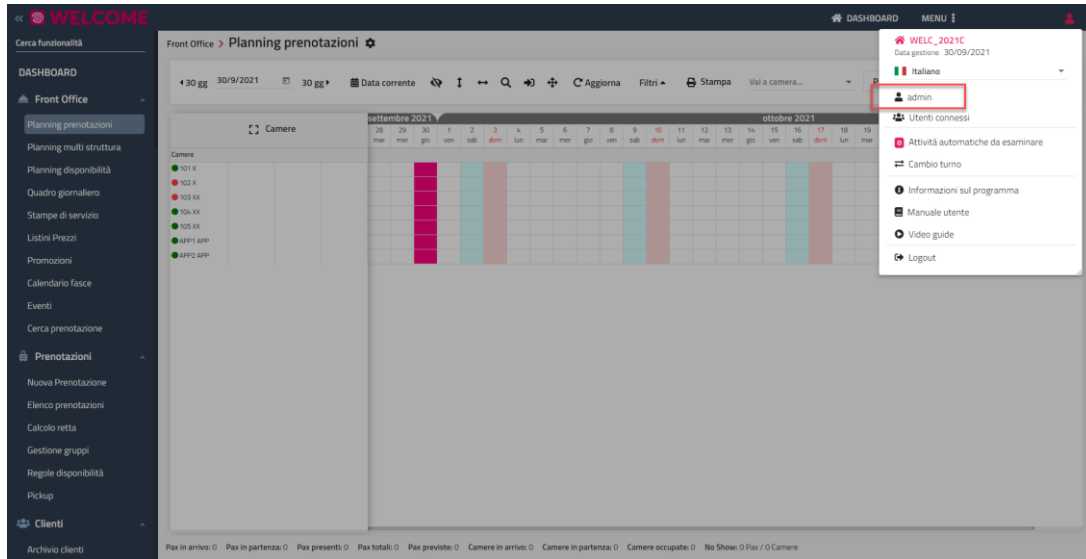 « WELCOME
DASHBOARD MENU
Cerca funzionalità
DASHBOARD
Front Office
Planning prenotazioni
Planning multi struttura
Planning disponibilità
Quadro giornaliero
Stampe di servizio
Listini Prezzi
Promozioni
Calendario fasce
Eventi
Cerca prenotazione
Prenotazioni
Nuova Prenotazione
Elenco prenotazioni
Calcolo retta
Gestione gruppi
Regole disponibilità
Pickup
Clienti
Archivio clienti
Front Office > Planning prenotazioni
30 gg 30/9/2021 30 gg Data corrente Aggiorna Filtri Stampa Vai a camera...
settembre 2021 ottobre 2021
Camere 28 29 30 1 2 3 4 5 6 7 8 9 10 11 12 13 14 15 16 17 18 19
mar mer gio ven sab dom lun mar mer gio ven sab dom lun mar mer gio ven sab dom lun mar
Camere
101 X
102 X
103 XX
104 XX
105 XX
APP1 APP
APP2 APP
WELC_2021C
Data gestione 30/09/2021
Italiano
admin
Utenti connessi
0 Attività automatiche da esaminare
Cambio turno
Informazioni sul programma
Manuale utente
Video guide
Logout
Pax in arrivo: 0 Pax in partenza: 0 Pax presenti: 0 Pax totali: 0 Pax previste: 0 Camere in arrivo: 0 Camere in partenza: 0 Camere occupate: 0 No Show: 0 Pax / 0 Camere